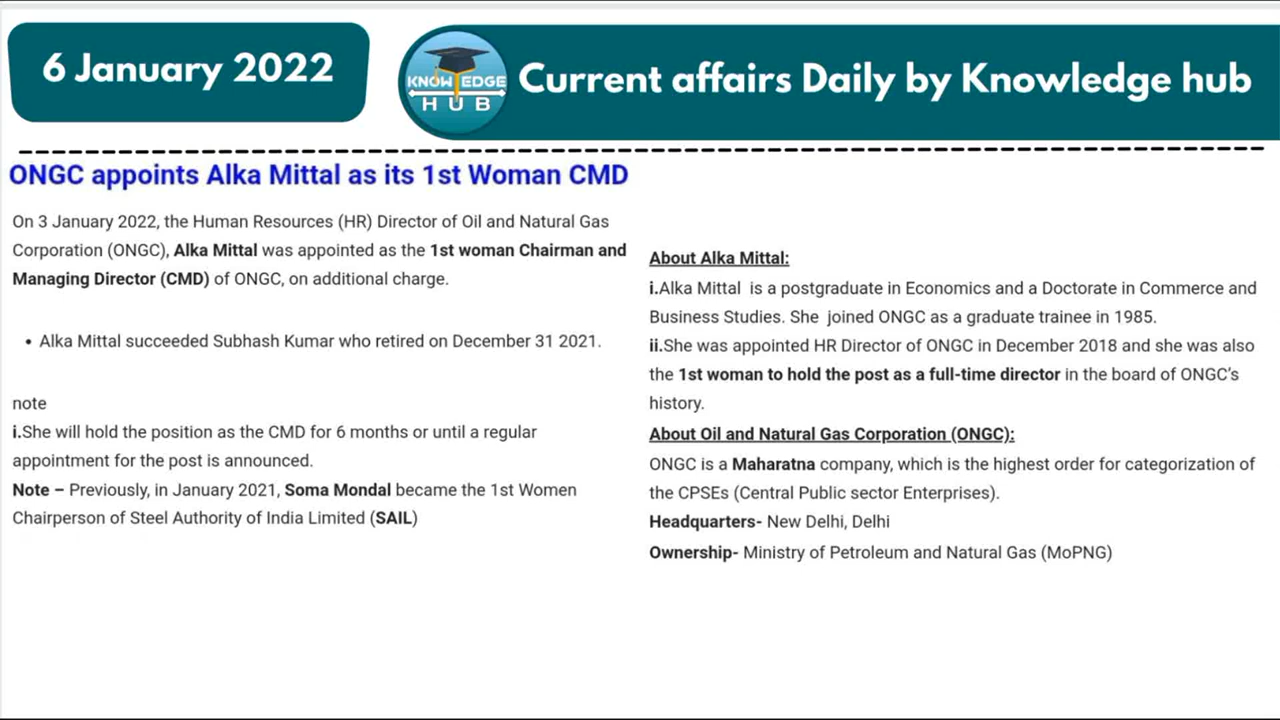 6 January 2022
KNOWLEDGE
HUB
Current affairs Daily by Knowledge hub
ONGC appoints Alka Mittal as its 1st Woman CMD
On 3 January 2022, the Human Resources (HR) Director of Oil and Natural Gas
Corporation (ONGC), Alka Mittal was appointed as the 1st woman Chairman and
Managing Director (CMD) of ONGC, on additional charge.
• Alka Mittal succeeded Subhash Kumar who retired on December 31 2021.
note
i.She will hold the position as the CMD for 6 months or until a regular
appointment for the post is announced.
Note – Previously, in January 2021, Soma Mondal became the 1st Women
Chairperson of Steel Authority of India Limited (SAIL)
About Alka Mittal:
i.Alka Mittal is a postgraduate in Economics and a Doctorate in Commerce and
Business Studies. She joined ONGC as a graduate trainee in 1985.
ii.She was appointed HR Director of ONGC in December 2018 and she was also
the 1st woman to hold the post as a full-time director in the board of ONGC’s
history.
About Oil and Natural Gas Corporation (ONGC):
ONGC is a Maharatna company, which is the highest order for categorization of
the CPSEs (Central Public sector Enterprises).
Headquarters- New Delhi, Delhi
Ownership- Ministry of Petroleum and Natural Gas (MoPNG)